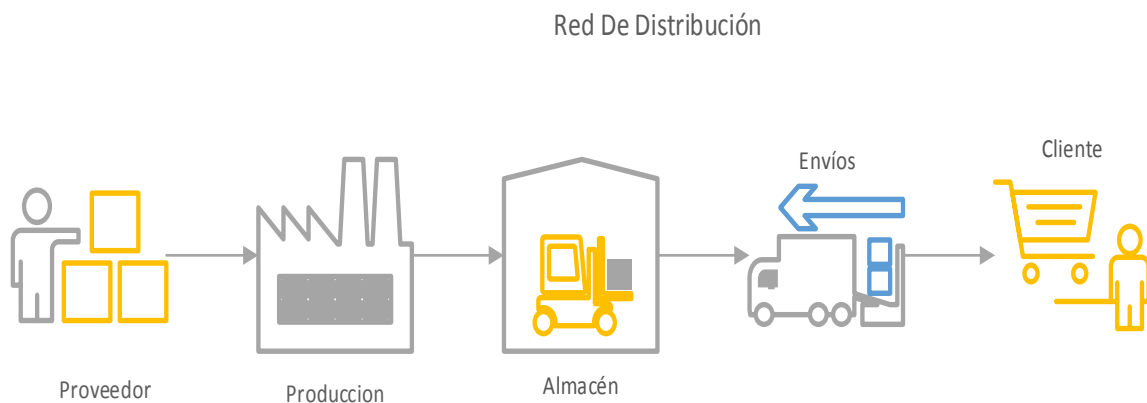 Red De Distribución
Envíos
Cliente
Proveedor
Produccion
Almacén